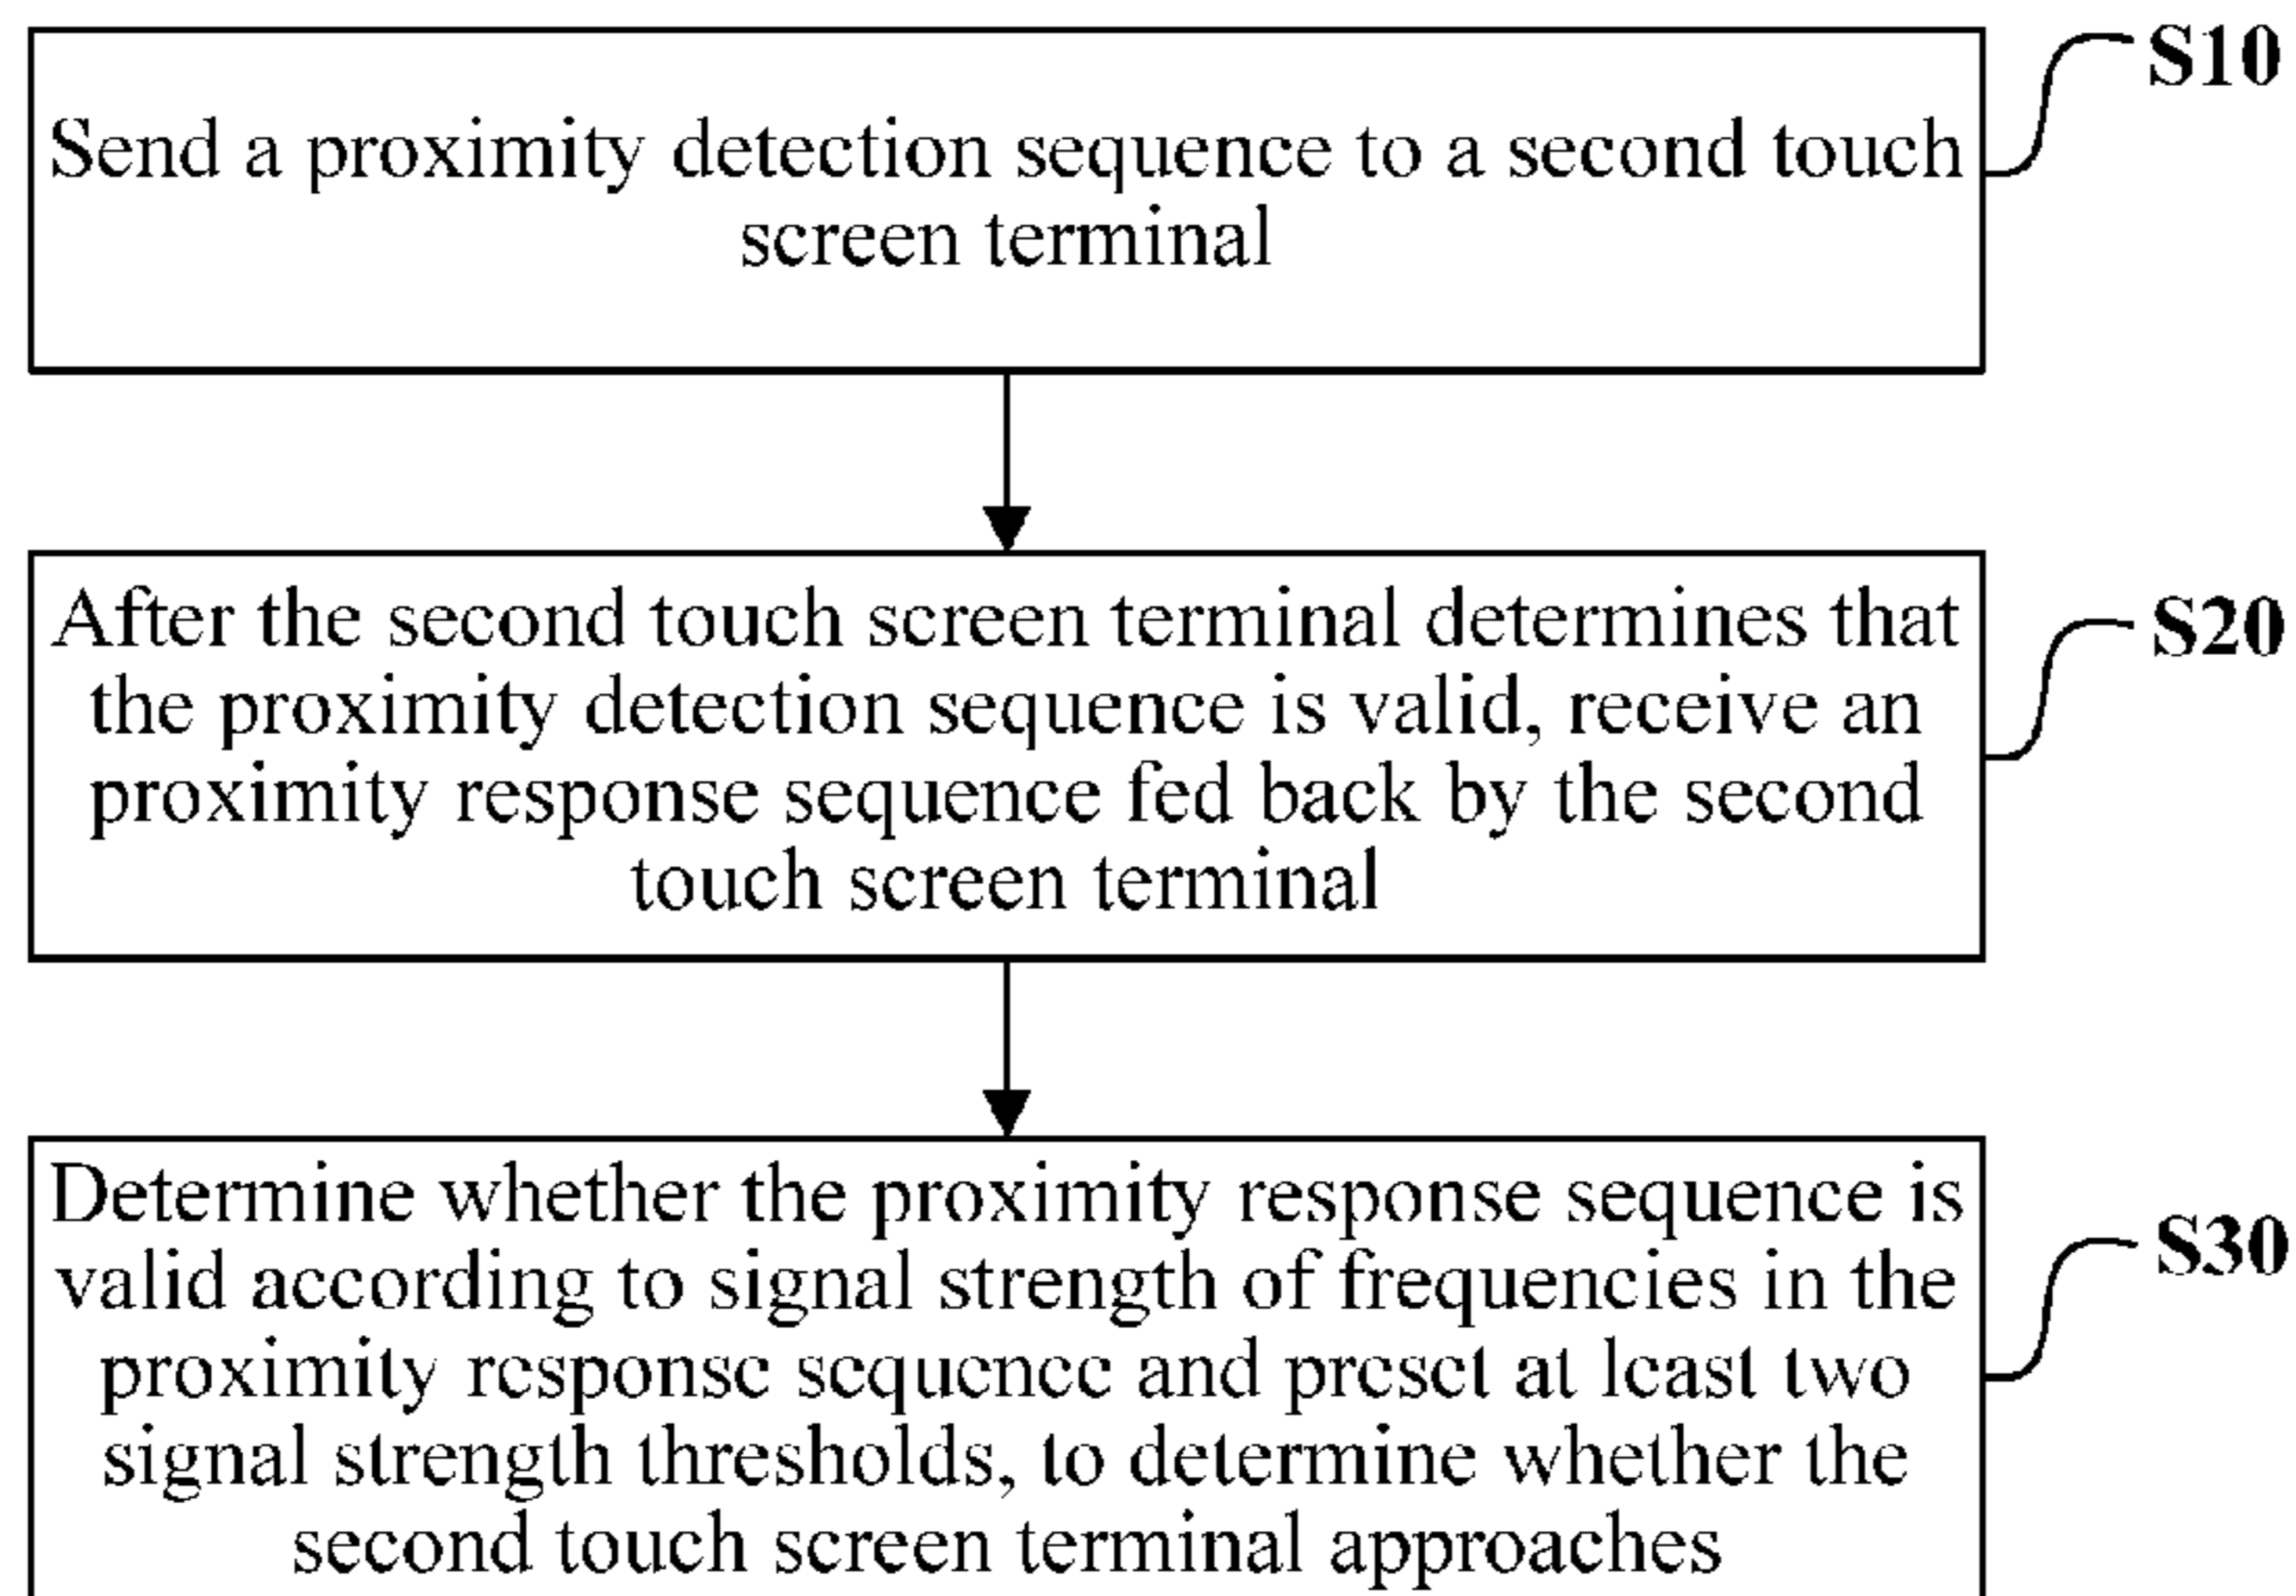 S10
Send a proximity detection sequence to a second touch
screen terminal
S20
After the second touch screen terminal determines that
the proximity detection sequence is valid, receive an
proximity response sequence fed back by the second
touch screen terminal
S30
Determine whether the proximity response sequence is
valid according to signal strength of frequencies in the
proximity response sequence and preset at least two
signal strength thresholds, to determine whether the
second touch screen terminal approaches